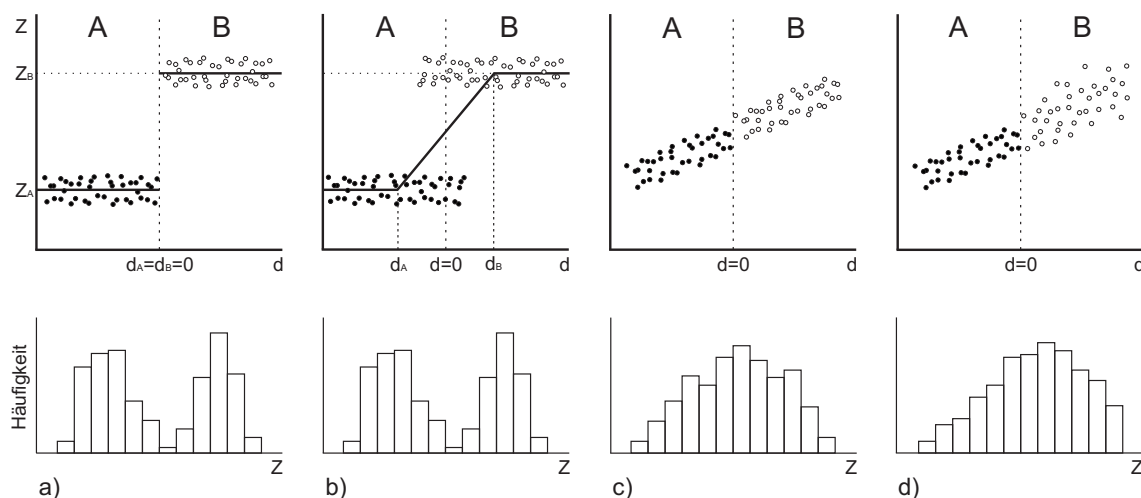 Z A B A B A B A B
Z_B
Z_A
d_A=d_B=0 d d_A d=0 d_B d d=0 d d=0 d
Häufigkeit
Z Z Z Z
a) b) c) d)